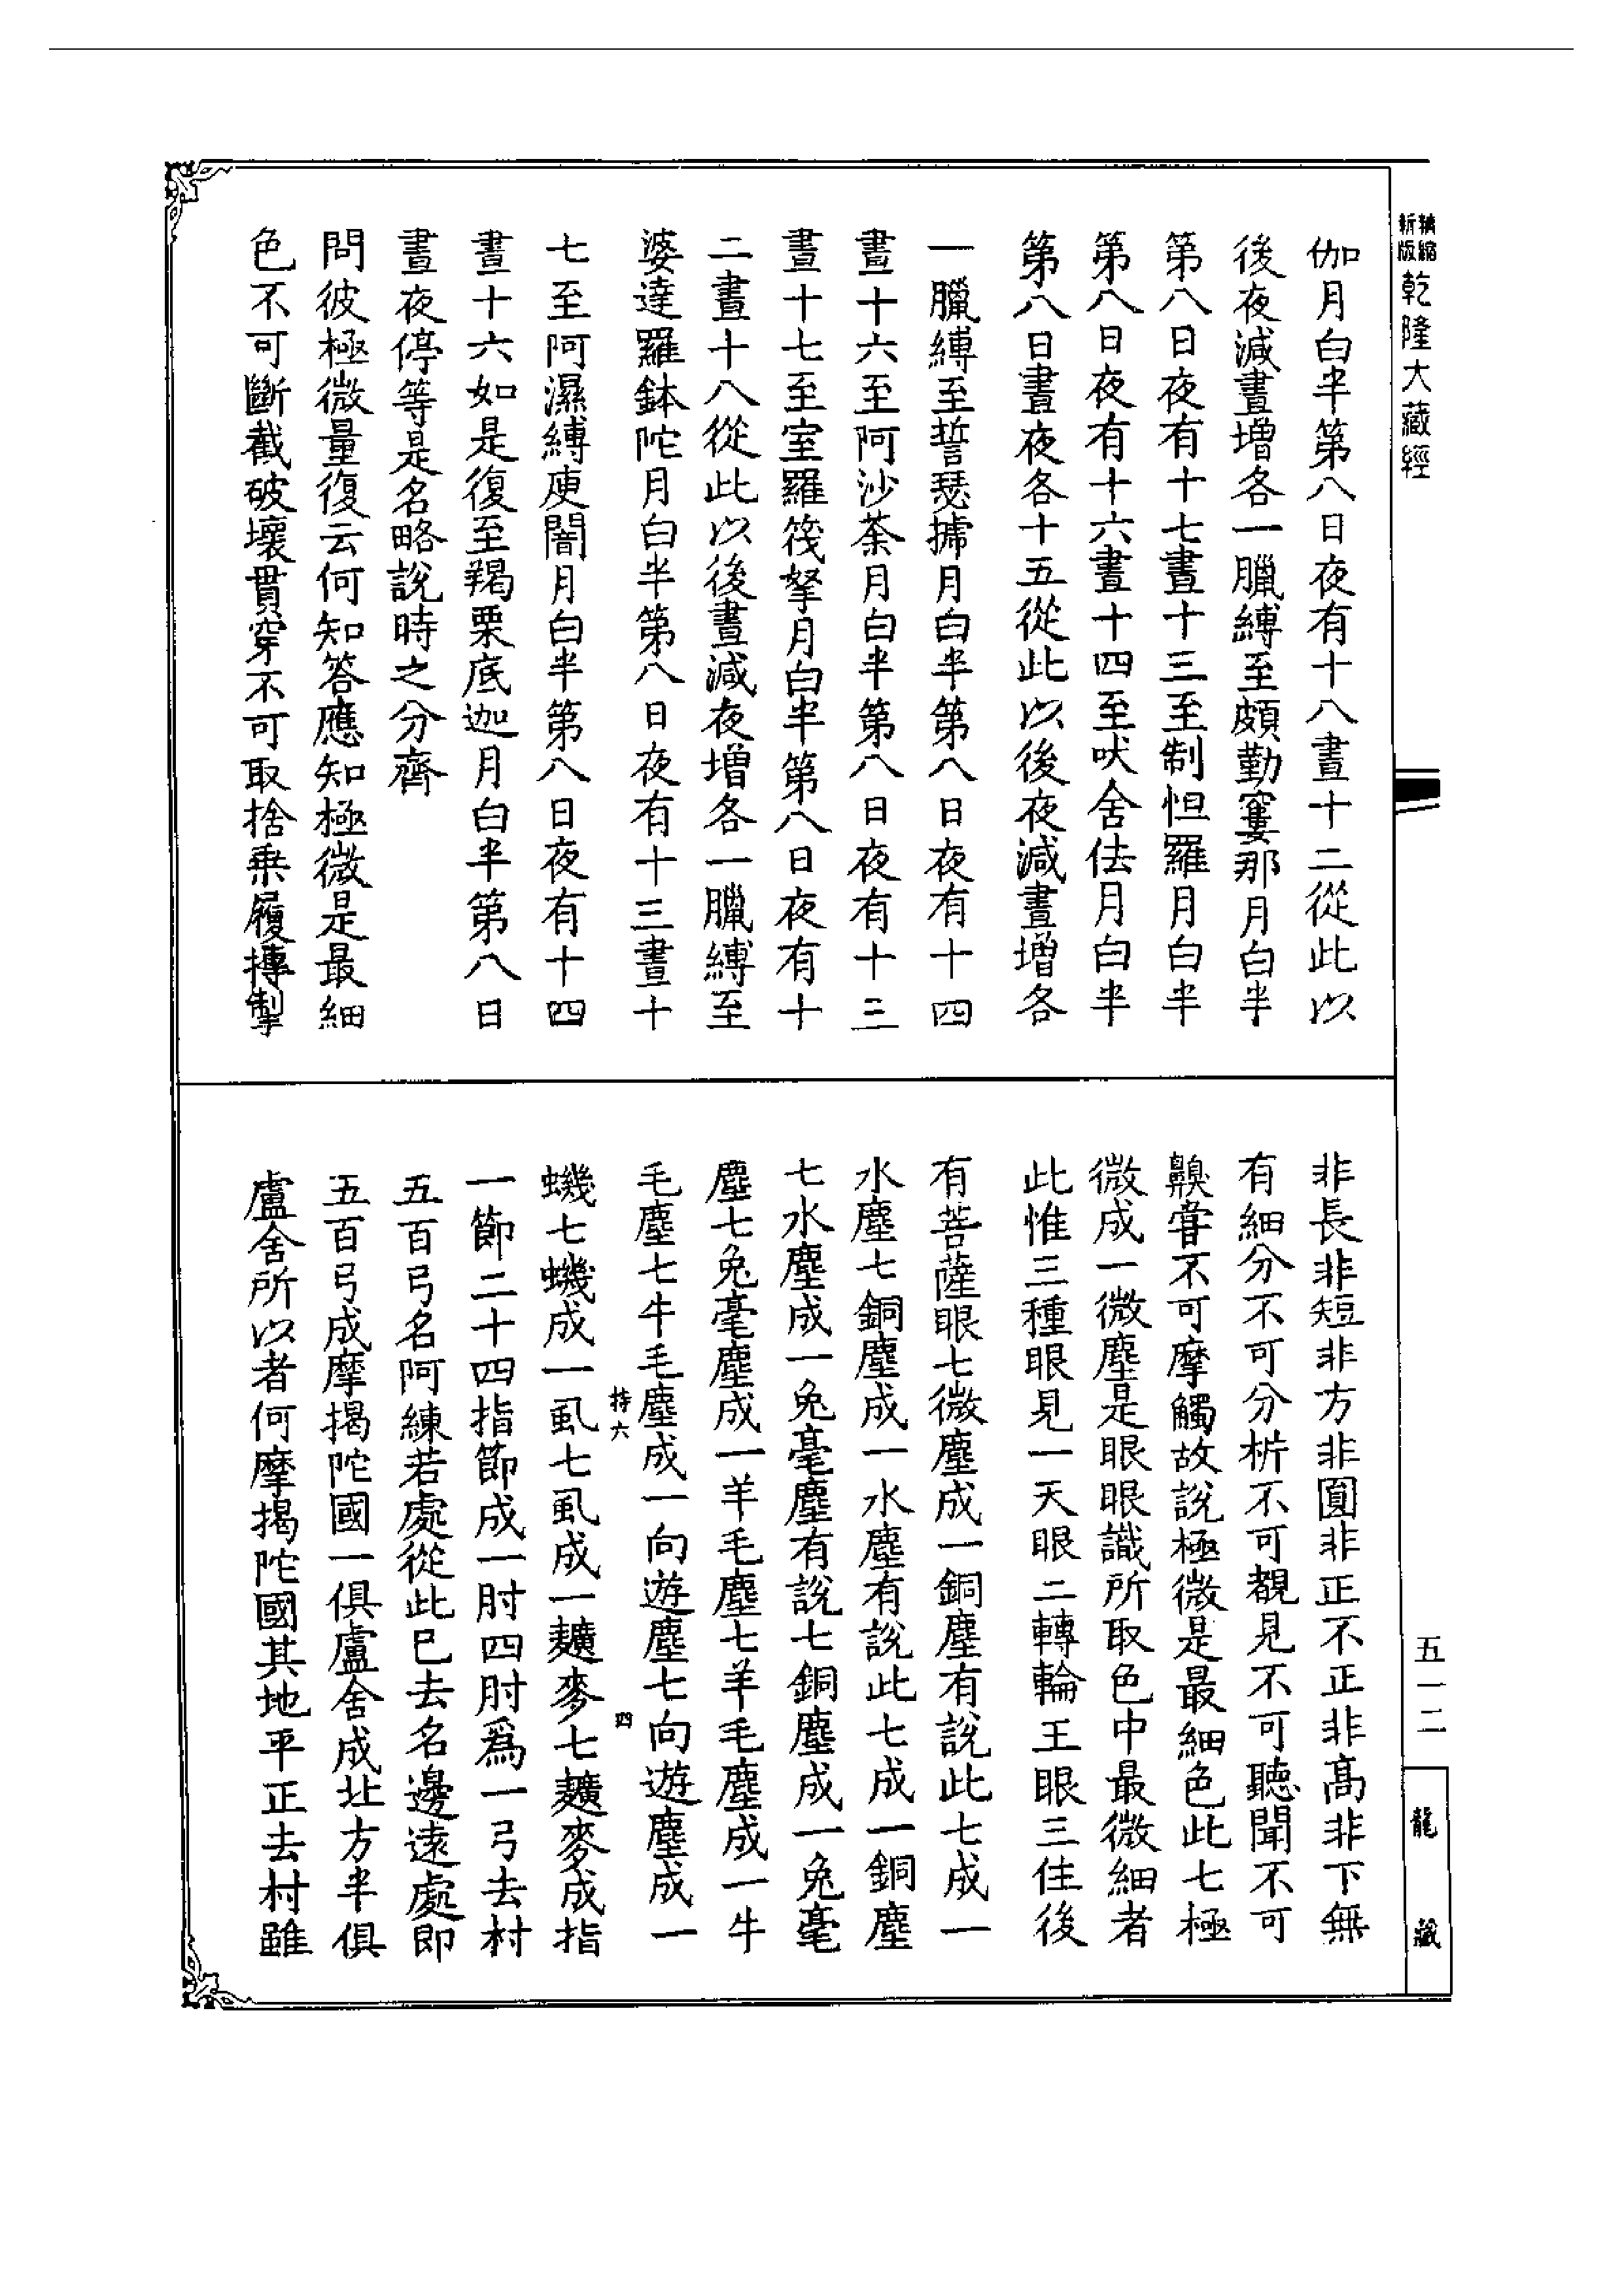 精縮
新版
乾隆大藏經
伽月白半第八日夜有十八晝十二從此以
後夜減晝增各一臘縛至頗勤窶那月白半
第八日夜有十七晝十三至制怛羅月白半
第八日夜有十六晝十四至吠舍佉月白半
第八日晝夜各十五從此以後夜減晝增各
一臘縛至誓瑟搋月白半第八日夜有十四
晝十六至阿沙荼月白半第八日夜有十三
晝十七至室羅筏拏月白半第八日夜有十
二晝十八從此以後晝減夜增各一臘縛至
婆達羅鉢陀月白半第八日夜有十三晝十
七至阿濕縛庾闍月白半第八日夜有十四
晝十六如是復至羯栗底迦月白半第八日
晝夜停等是名略說時之分齊
問彼極微量復云何知答應知極微是最細
色不可斷截破壞貫穿不可取捨乘履摶掣
非長非短非方非圓非正不正非高非下無
有細分不可分析不可覩見不可聽聞不可
齅甞不可摩觸故說極微是最細色此七極
微成一微塵是眼眼識所取色中最微細者
此惟三種眼見一天眼二轉輪王眼三住後
有菩薩眼七微塵成一銅塵有說此七成一
水塵七銅塵成一水塵有說此七成一銅塵
七水塵成一兔毫塵有說七銅塵成一兔毫
塵七兔毫塵成一羊毛塵七羊毛塵成一牛
毛塵七牛毛塵成一向遊塵七向遊塵成一
持六
四
蟣七蟣成一虱七虱成一麵麥七麵麥成指
一節二十四指節成一肘四肘爲一弓去村
五百弓名阿練若處從此已去名邊遠處即
五百弓成摩揭陀國一俱盧舍成北方半俱
盧舍所以者何摩揭陀國其地平正去村雖
五一二
龍藏